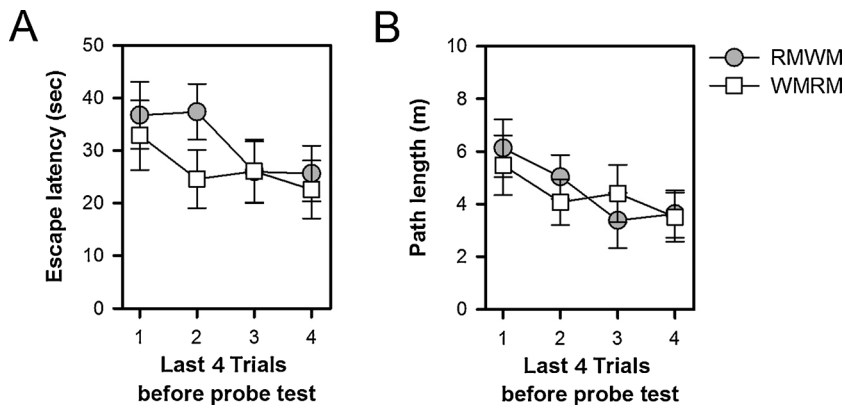 A
Escape latency (sec)
50
40
30
20
10
0
1 2 3 4
Last 4 Trials
before probe test
B
Path length (m)
10
8
6
4
2
0
1 2 3 4
Last 4 Trials
before probe test
RMWM
WMRM